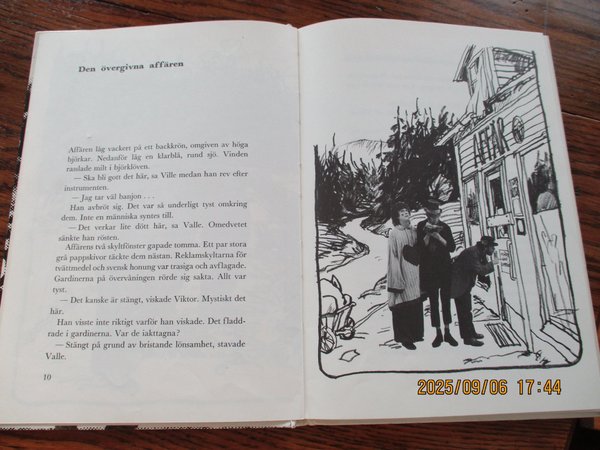 Den övergivna affären
Affären låg vackert på ett backkrön, omgiven av höga
björkar. Nedanför låg en klarblå, rund sjö. Vinden
rasslade milt i björklöven.
— Ska bli gott det här, sa Ville medan han rev efter
instrumenten.
— Jag tar väl banjon . . .
Han avbröt sig. Det var så underligt tyst omkring
dem. Inte en människa syntes till.
— Det verkar lite dött här, sa Valle. Omedvetet
sänkte han rösten.
Affärens två skyltfönster gapade tomma. Ett par stora
grå pappskivor täckte dem nästan. Reklamskyltarna för
tvättmedel och svensk honung var trasiga och avflagade.
Gardinerna på övervåningen rörde sig sakta. Allt var
tyst.
— Det kanske är stängt, viskade Viktor. Mystiskt det
här.
Han visste inte riktigt varför han viskade. Det fladd-
rade i gardinerna. Var de iakttagna?
— Stängt på grund av bristande lönsamhet, stavade
Valle.
10
AFFÄR
2025/09/06 17:44